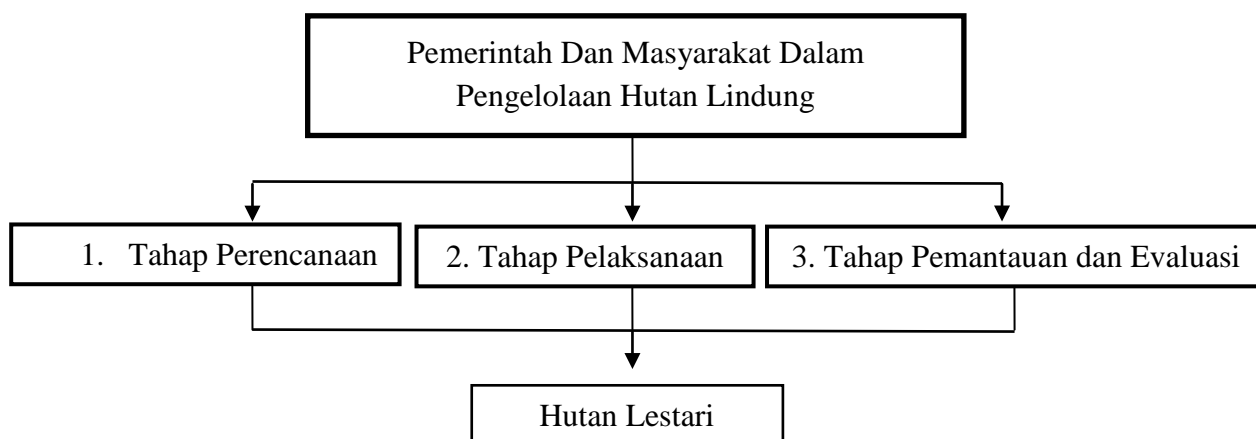 Pemerintah Dan Masyarakat Dalam
Pengelolaan Hutan Lindung
1. Tahap Perencanaan
2. Tahap Pelaksanaan
3. Tahap Pemantauan dan Evaluasi
Hutan Lestari